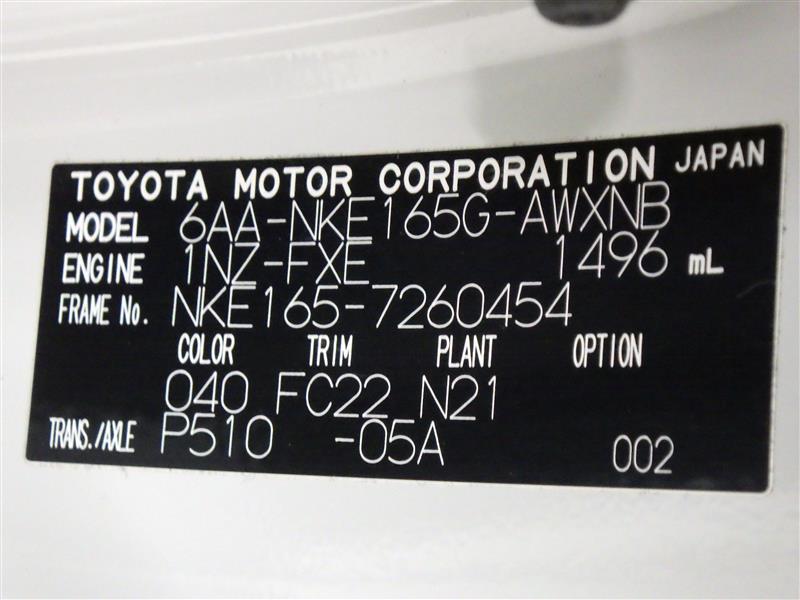 TOYOTA MOTOR CORPORATION JAPAN
MODEL 6AA-NKE165G-AWXNB
ENGINE 1NZ-FXE 1496 mL
FRAME No. NKE165-7260454
COLOR TRIM PLANT OPTION
040 FC22 N21
TRANS./AXLE P510 -05A 002